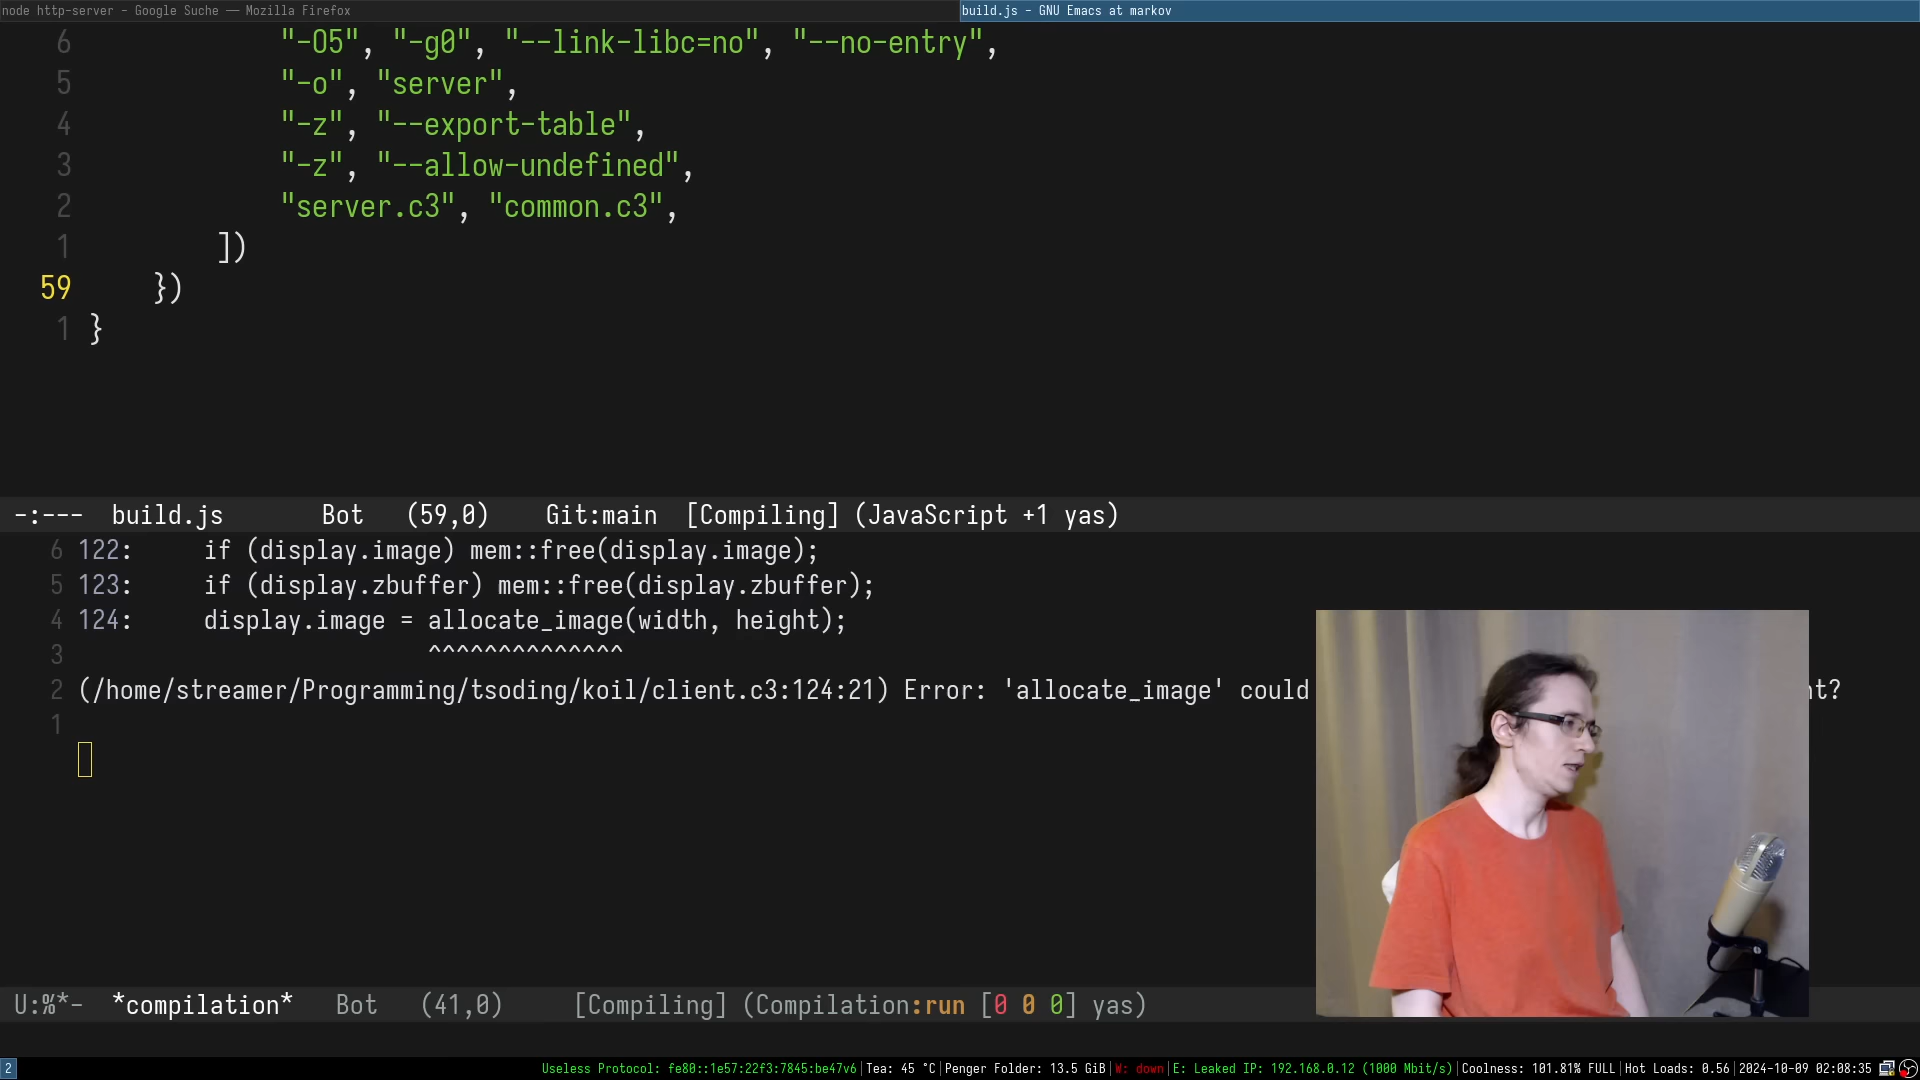 node http-server - Google Suche — Mozilla Firefox
build.js - GNU Emacs at markov
6 "-O5", "-g0", "--link-libc=no", "--no-entry",
5 "-o", "server",
4 "-z", "--export-table",
3 "-z", "--allow-undefined",
2 "server.c3", "common.c3",
1 ])
59 })
1 }
-:--- build.js Bot (59,0) Git:main [Compiling] (JavaScript +1 yas)
6 122: if (display.image) mem::free(display.image);
5 123: if (display.zbuffer) mem::free(display.zbuffer);
4 124: display.image = allocate_image(width, height);
3 ^^^^^^^^^^^^^^
2 (/home/streamer/Programming/tsoding/koil/client.c3:124:21) Error: 'allocate_image' could nt?
1
U:%*- *compilation* Bot (41,0) [Compiling] (Compilation:run [0 0 0] yas)
2 Useless Protocol: fe80::1e57:22f3:7845:be47v6|Tea: 45 °C|Penger Folder: 13.5 GiB|W: down|E: Leaked IP: 192.168.0.12 (1000 Mbit/s)|Coolness: 101.81% FULL|Hot Loads: 0.56|2024-10-09 02:08:35